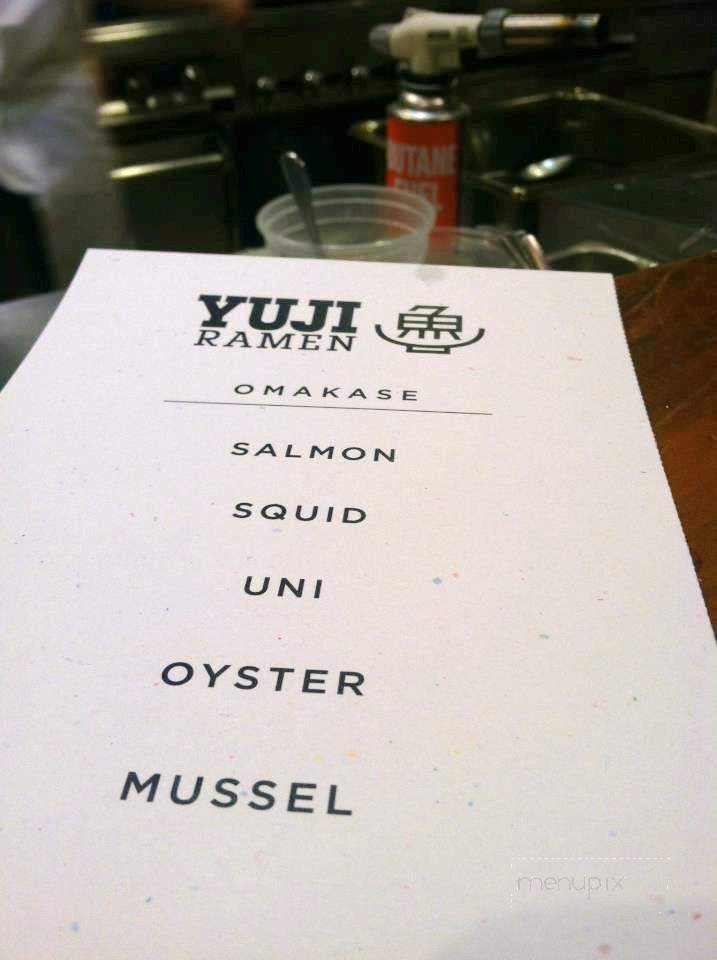 BUTANE
FUEL
YUJI
RAMEN
魚
OMAKASE
SALMON
SQUID
UNI
OYSTER
MUSSEL
menupix